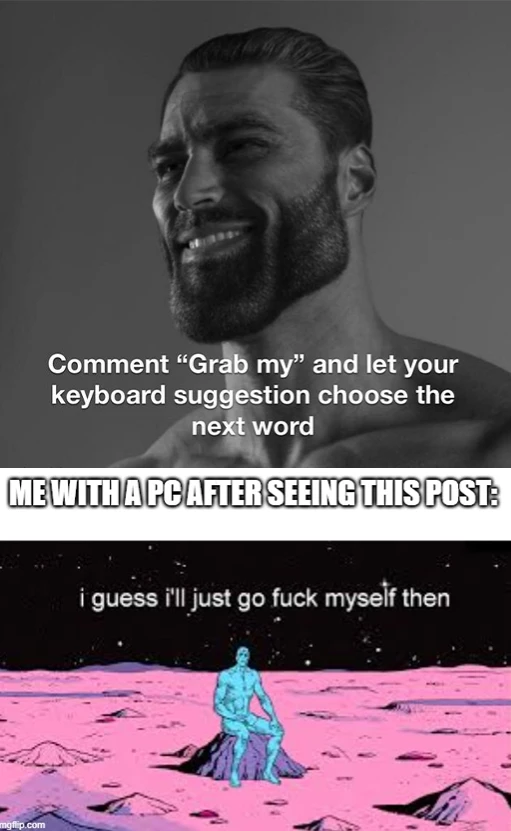 Comment “Grab my” and let your
keyboard suggestion choose the
next word
ME WITH A PC AFTER SEEING THIS POST:
i guess i'll just go fuck myself then
imgflip.com